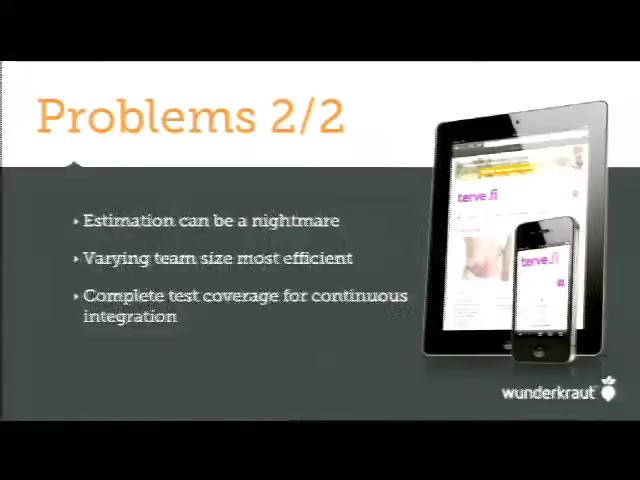 Problems 2/2
Estimation can be a nightmare
Varying team size most efficient
Complete test coverage for continuous
integration
terve.fi
terve.fi
wunderkraut